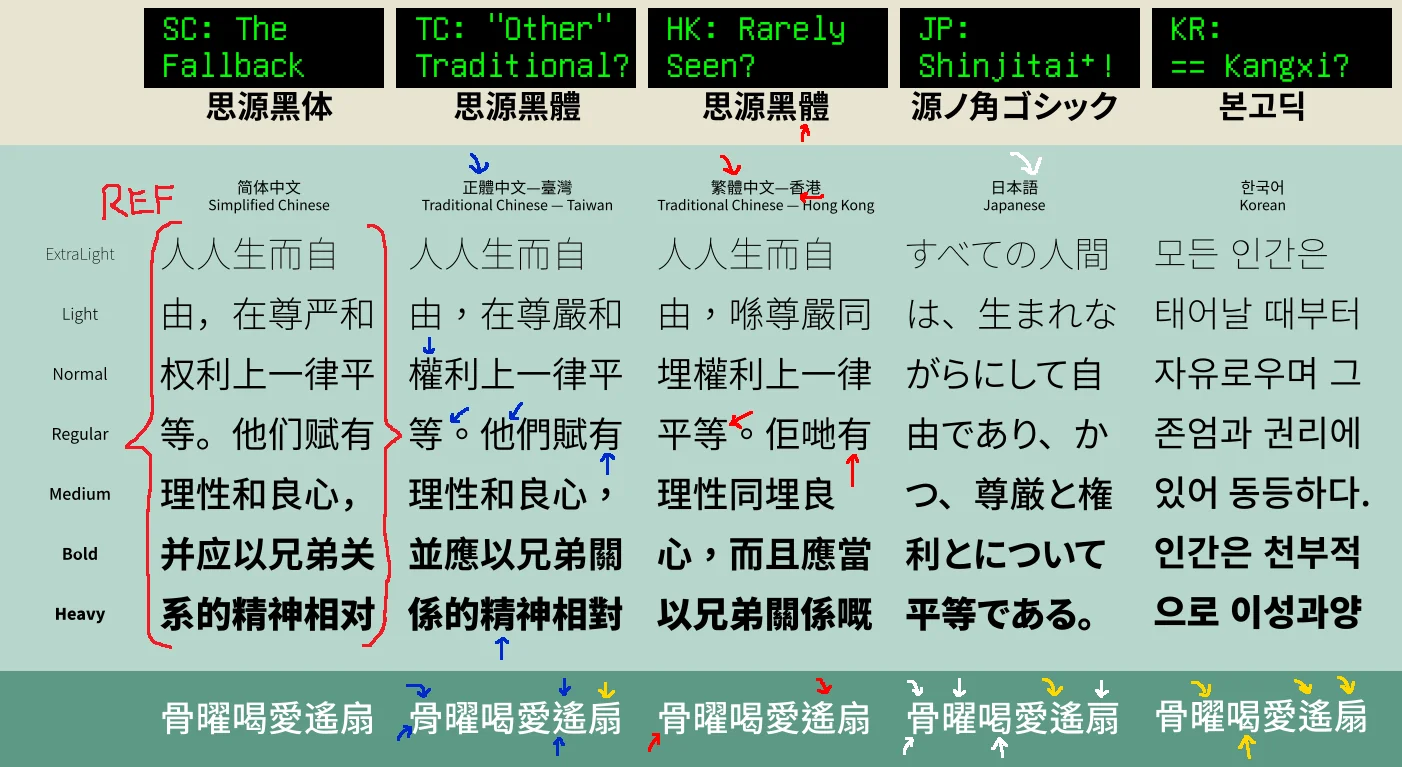 SC: The
Fallback
TC: "Other"
Traditional?
HK: Rarely
Seen?
JP:
Shinjitai⁺!
KR:
== Kangxi?
思源黑体
思源黑體
思源黑體
源ノ角ゴシック
본고딕
REF
简体中文
Simplified Chinese
正體中文—臺灣
Traditional Chinese — Taiwan
繁體中文—香港
Traditional Chinese — Hong Kong
日本語
Japanese
한국어
Korean
ExtraLight
Light
Normal
Regular
Medium
Bold
Heavy
人人生而自
由，在尊严和
权利上一律平
等。他们赋有
理性和良心，
并应以兄弟关
系的精神相对
人人生而自
由，在尊嚴和
權利上一律平
等。他們賦有
理性和良心，
並應以兄弟關
係的精神相對
人人生而自
由，喺尊嚴同
埋權利上一律
平等。佢哋有
理性同埋良
心，而且應當
以兄弟關係嘅
すべての人間
は、生まれな
がらにして自
由であり、か
つ、尊厳と権
利とについて
平等である。
모든 인간은
태어날 때부터
자유로우며 그
존엄과 권리에
있어 동등하다.
인간은 천부적
으로 이성과양
骨曜喝愛遙扇
骨曜喝愛遙扇
骨曜喝愛遙扇
骨曜喝愛遙扇
骨曜喝愛遙扇